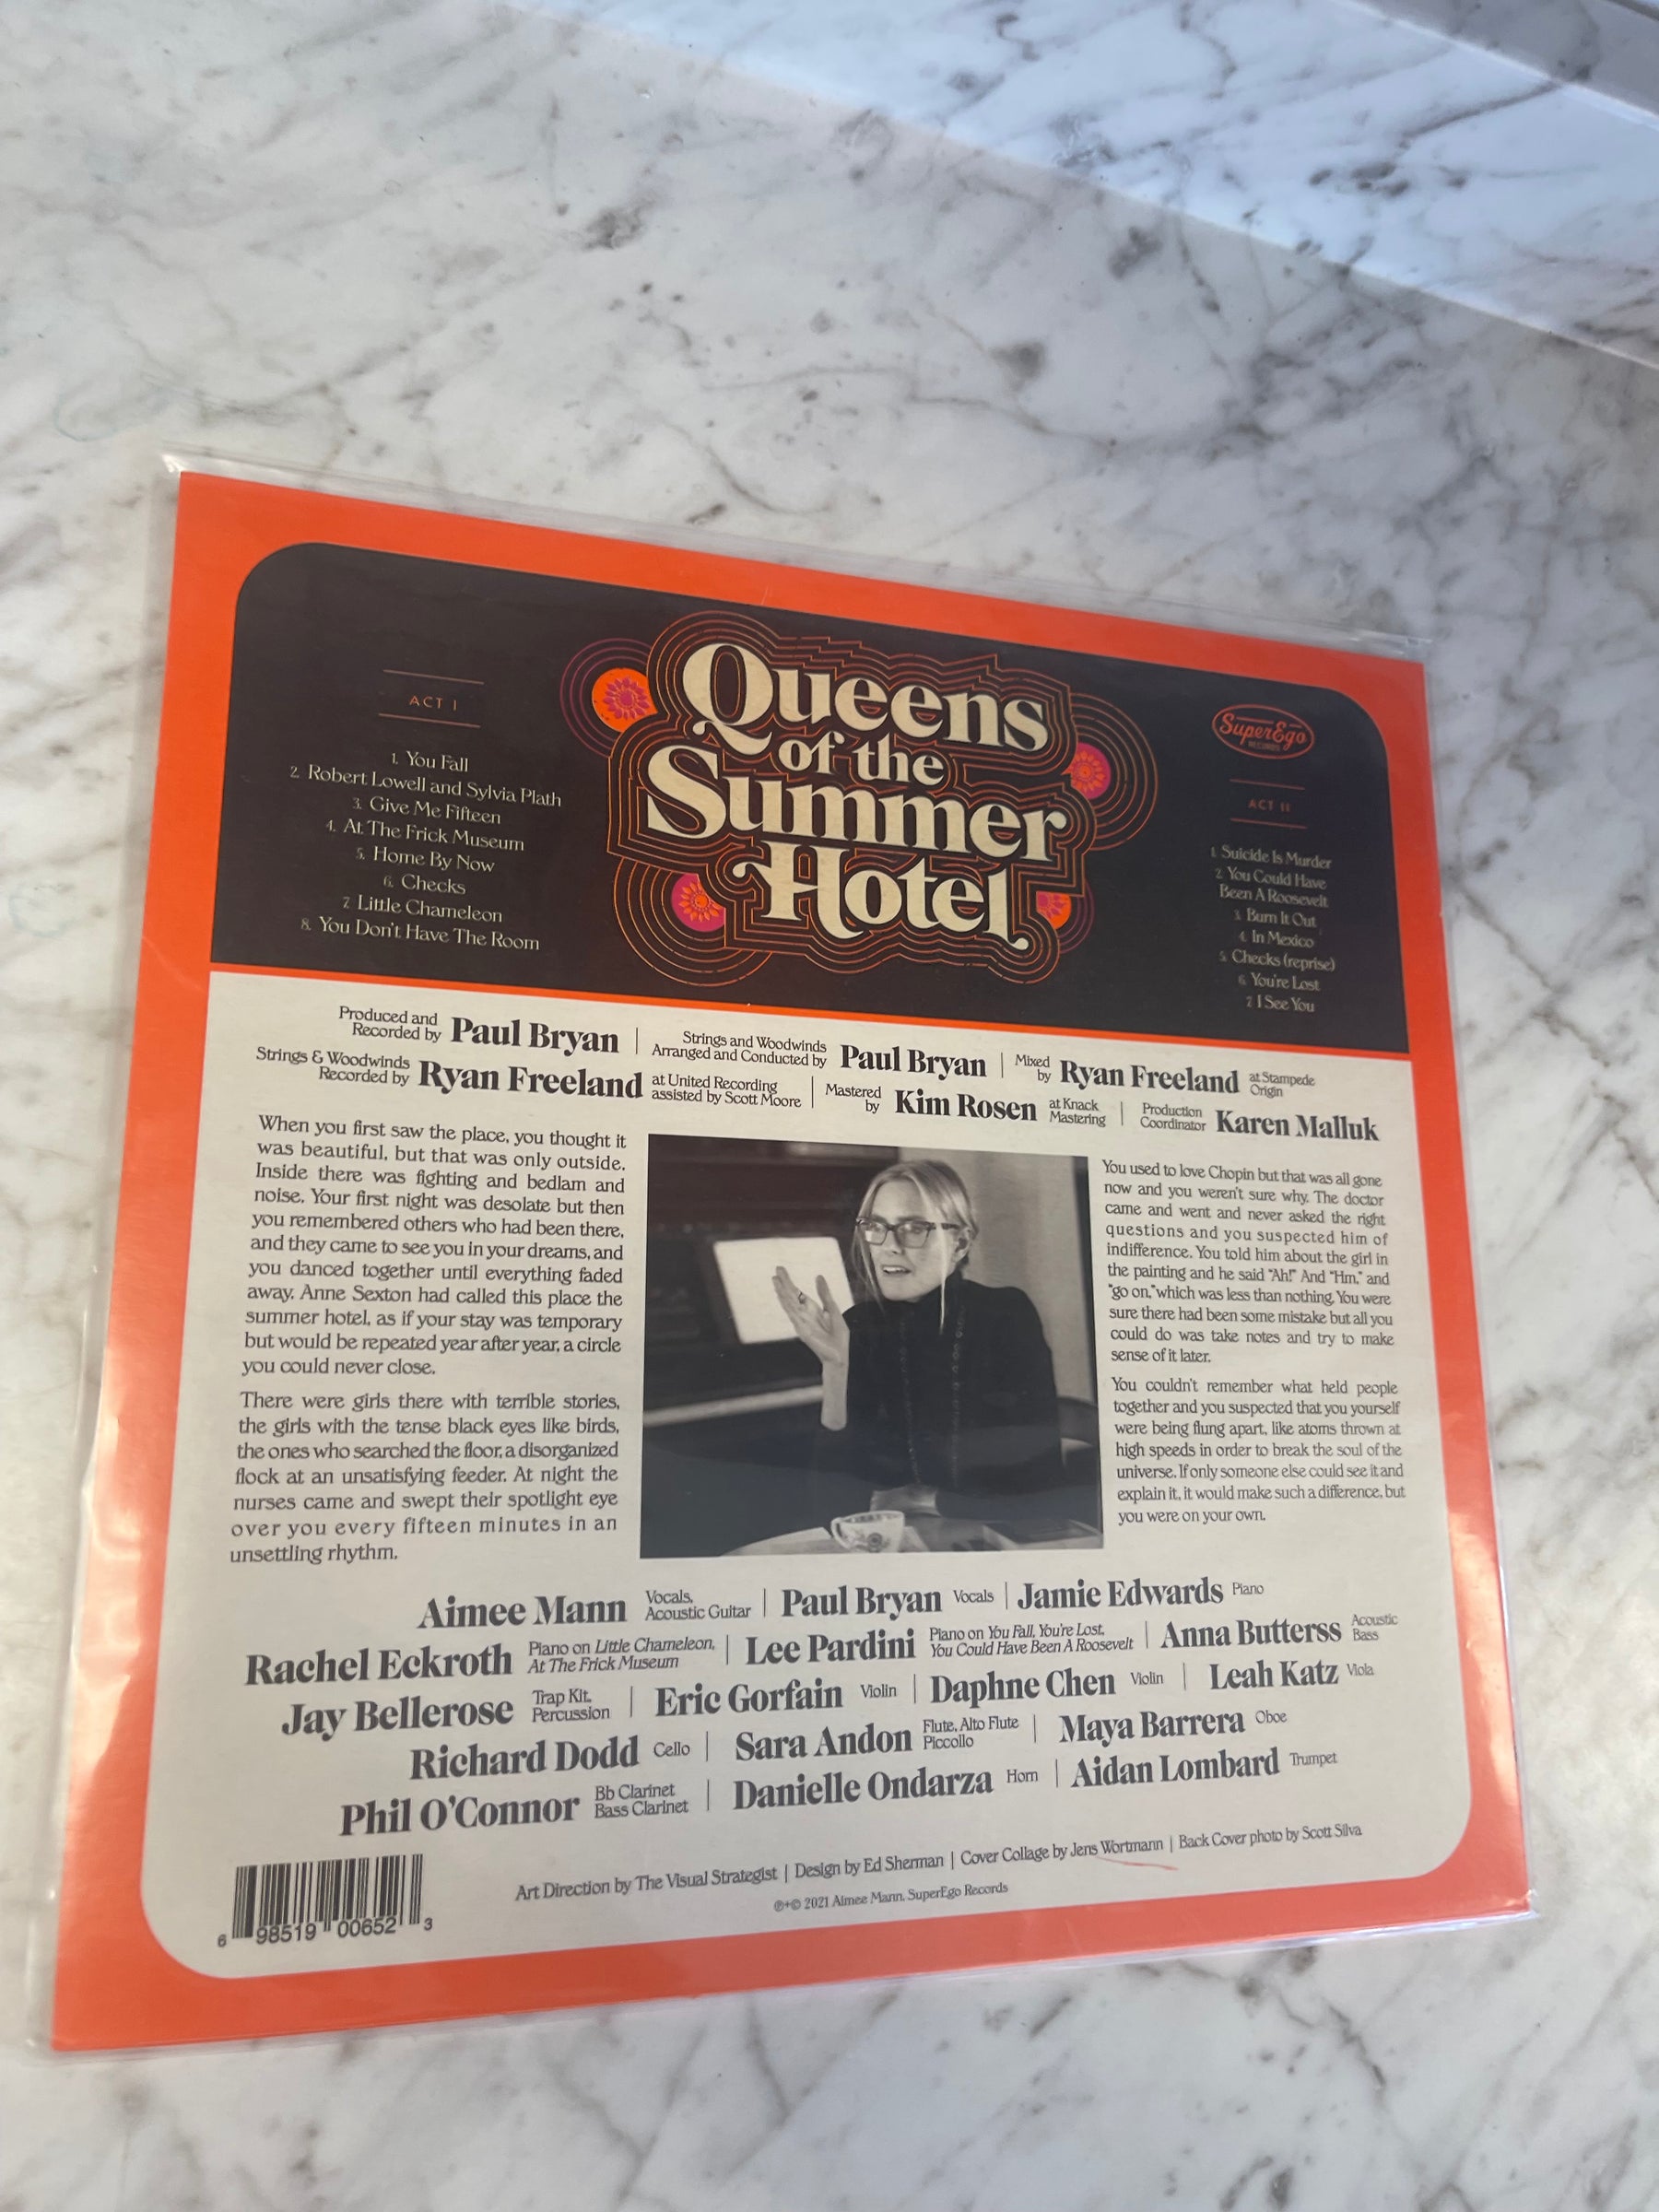 ACT I
1. You Fall
2. Robert Lowell and Sylvia Plath
3. Give Me Fifteen
4. At The Frick Museum
5. Home By Now
6. Checks
7. Little Chameleon
8. You Don't Have The Room
Queens
of the
Summer
Hotel
SuperEgo
RECORDS
ACT II
1. Suicide Is Murder
2. You Could Have
Been A Roosevelt
3. Burn It Out
4. In Mexico
5. Checks (reprise)
6. You're Lost
7. I See You
Produced and Recorded by Paul Bryan | Strings and Woodwinds Arranged and Conducted by Paul Bryan | Mixed by Ryan Freeland at Stampede Origin
Strings & Woodwinds Recorded by Ryan Freeland at United Recording assisted by Scott Moore | Mastered by Kim Rosen at Knack Mastering | Production Coordinator Karen Malluk
When you first saw the place, you thought it
was beautiful, but that was only outside.
Inside there was fighting and bedlam and
noise. Your first night was desolate but then
you remembered others who had been there,
and they came to see you in your dreams, and
you danced together until everything faded
away. Anne Sexton had called this place the
summer hotel, as if your stay was temporary
but would be repeated year after year, a circle
you could never close.
There were girls there with terrible stories,
the girls with the tense black eyes like birds,
the ones who searched the floor, a disorganized
flock at an unsatisfying feeder. At night the
nurses came and swept their spotlight eye
over you every fifteen minutes in an
unsettling rhythm.
You used to love Chopin but that was all gone
now and you weren't sure why. The doctor
came and went and never asked the right
questions and you suspected him of
indifference. You told him about the girl in
the painting and he said "Ah!" And "Hm," and
"go on," which was less than nothing. You were
sure there had been some mistake but all you
could do was take notes and try to make
sense of it later.
You couldn't remember what held people
together and you suspected that you yourself
were being flung apart, like atoms thrown at
high speeds in order to break the soul of the
universe. If only someone else could see it and
explain it, it would make such a difference, but
you were on your own.
Aimee Mann Vocals, Acoustic Guitar | Paul Bryan Vocals | Jamie Edwards Piano
Rachel Eckroth Piano on Little Chameleon, At The Frick Museum | Lee Pardini Piano on You Fall, You're Lost, You Could Have Been A Roosevelt | Anna Butterss Acoustic Bass
Jay Bellerose Trap Kit, Percussion | Eric Gorfain Violin | Daphne Chen Violin | Leah Katz Viola
Richard Dodd Cello | Sara Andon Flute, Alto Flute Piccollo | Maya Barrera Oboe
Phil O'Connor Bb Clarinet Bass Clarinet | Danielle Ondarza Horn | Aidan Lombard Trumpet
Art Direction by The Visual Strategist | Design by Ed Sherman | Cover Collage by Jens Wortmann | Back Cover photo by Scott Silva
℗+© 2021 Aimee Mann. SuperEgo Records
6 98519 00652 3